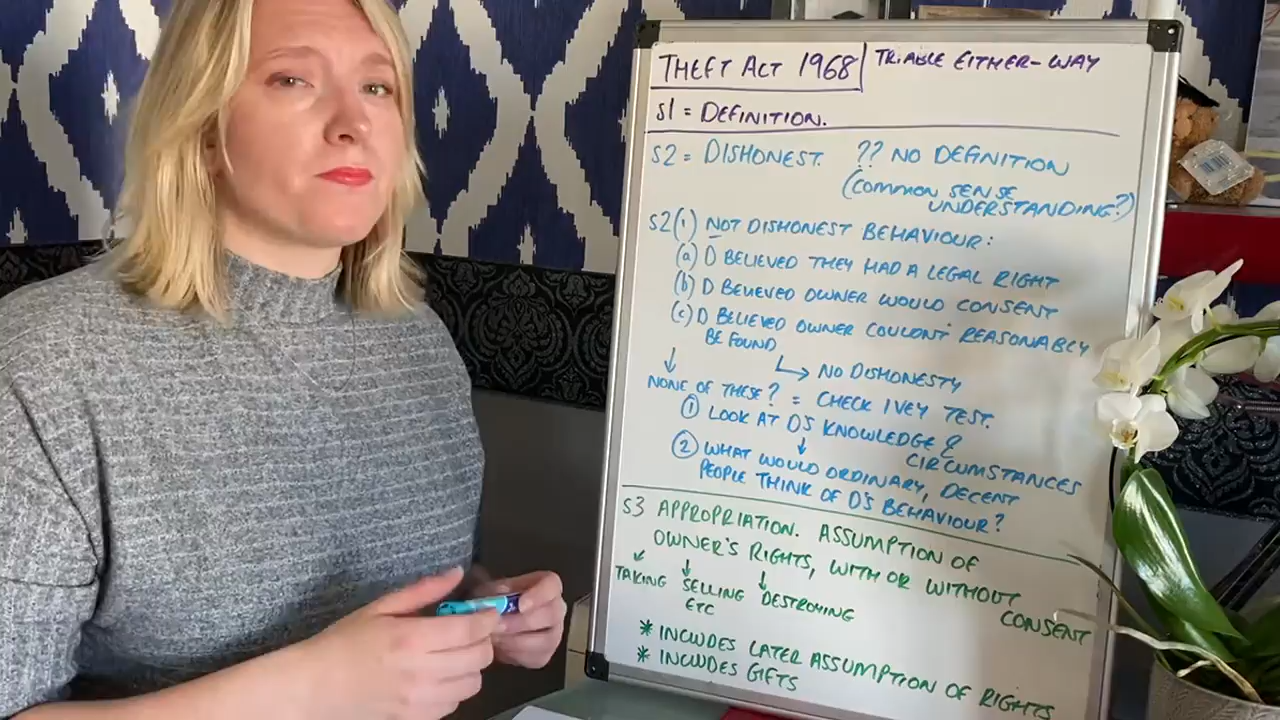 THEFT ACT 1968 | TRIABLE EITHER-WAY
S1 = DEFINITION.
S2 = DISHONEST. ?? NO DEFINITION
(COMMON SENSE
UNDERSTANDING?)
S2(1) NOT DISHONEST BEHAVIOUR:
(a) D BELIEVED THEY HAD A LEGAL RIGHT
(b) D BELIEVED OWNER WOULD CONSENT
(c) D BELIEVED OWNER COULDN'T REASONABLY
BE FOUND
↳ NO DISHONESTY
↓
NONE OF THESE? = CHECK IVEY TEST.
① LOOK AT D'S KNOWLEDGE &
CIRCUMSTANCES
↓
② WHAT WOULD ORDINARY, DECENT
PEOPLE THINK OF D'S BEHAVIOUR?
S3 APPROPRIATION. ASSUMPTION OF
OWNER'S RIGHTS, WITH OR WITHOUT
CONSENT
TAKING SELLING DESTROYING
ETC
* INCLUDES LATER ASSUMPTION OF RIGHTS
* INCLUDES GIFTS